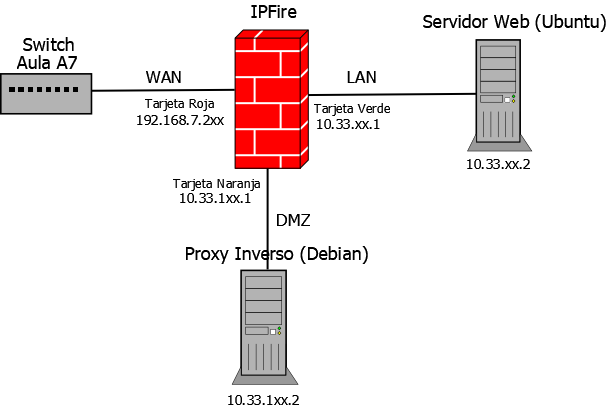 IPFire
Servidor Web (Ubuntu)
Switch
Aula A7
WAN
LAN
Tarjeta Roja
192.168.7.2xx
Tarjeta Verde
10.33.xx.1
10.33.xx.2
Tarjeta Naranja
10.33.1xx.1
DMZ
Proxy Inverso (Debian)
10.33.1xx.2